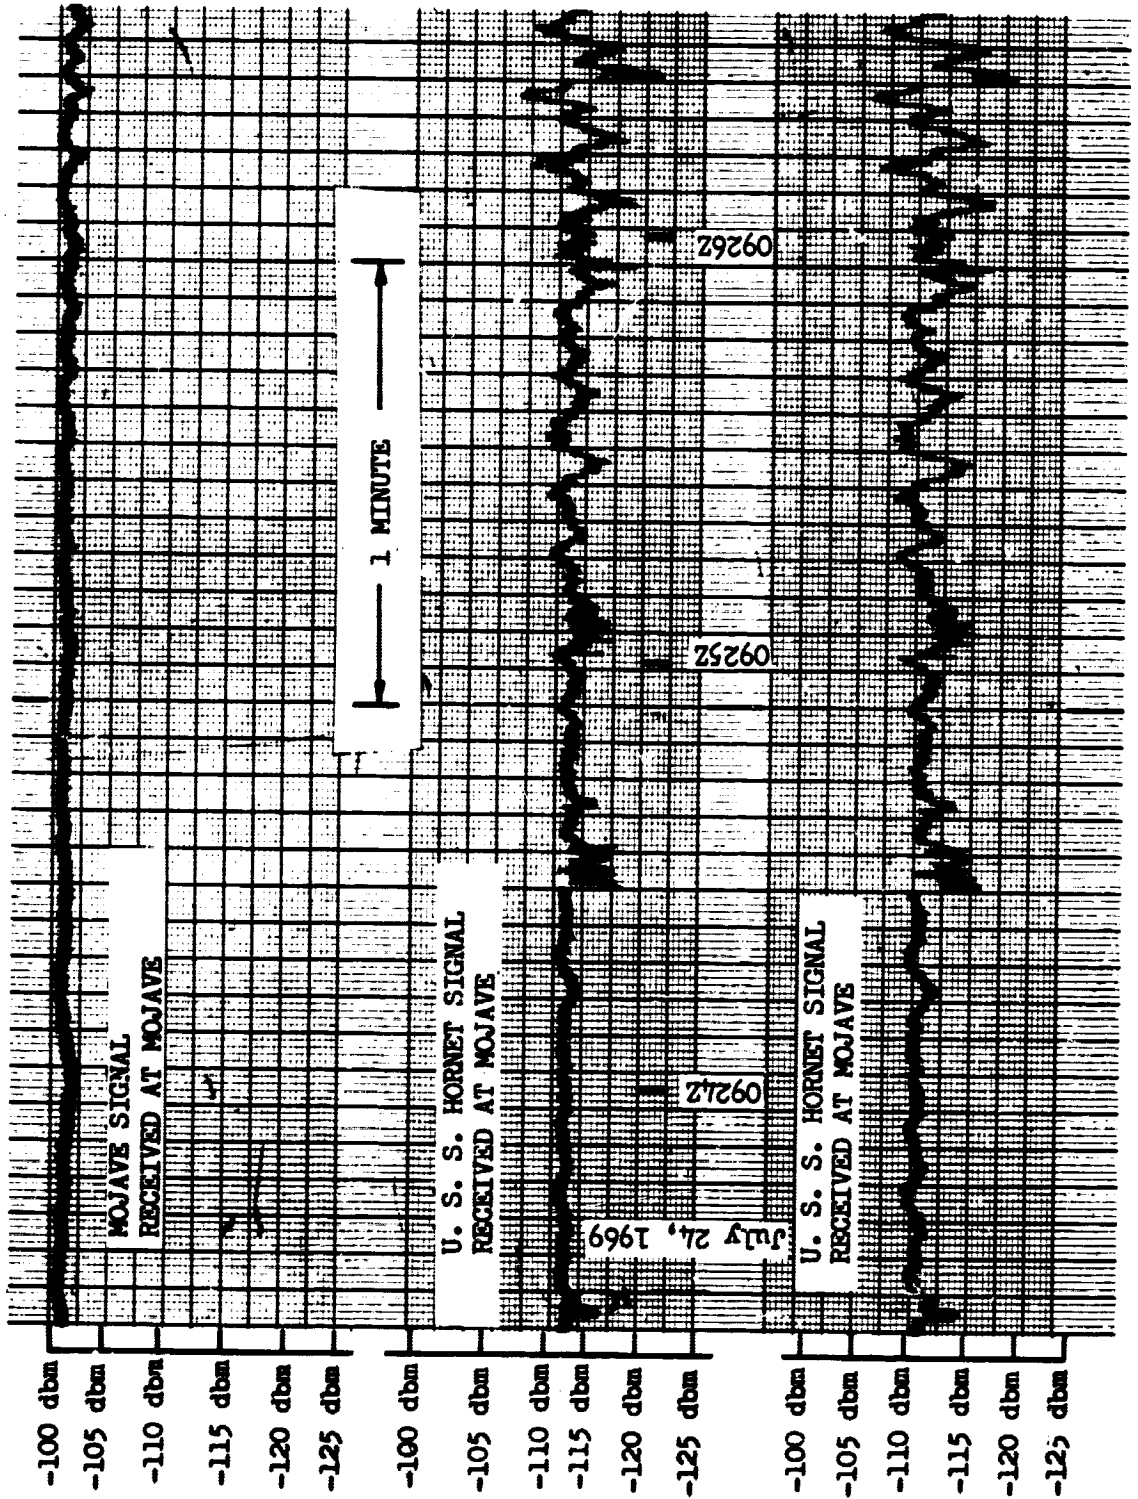 MOJAVE SIGNAL
RECEIVED AT MOJAVE
1 MINUTE
-100 dbm
-105 dbm
-110 dbm
-115 dbm
-120 dbm
-125 dbm
U. S. S. HORNET SIGNAL
RECEIVED AT MOJAVE
-100 dbm
-105 dbm
-110 dbm
-115 dbm
-120 dbm
-125 dbm
July 24, 1969
0924Z
0925Z
0926Z
U. S. S. HORNET SIGNAL
RECEIVED AT MOJAVE
-100 dbm
-105 dbm
-110 dbm
-115 dbm
-120 dbm
-125 dbm